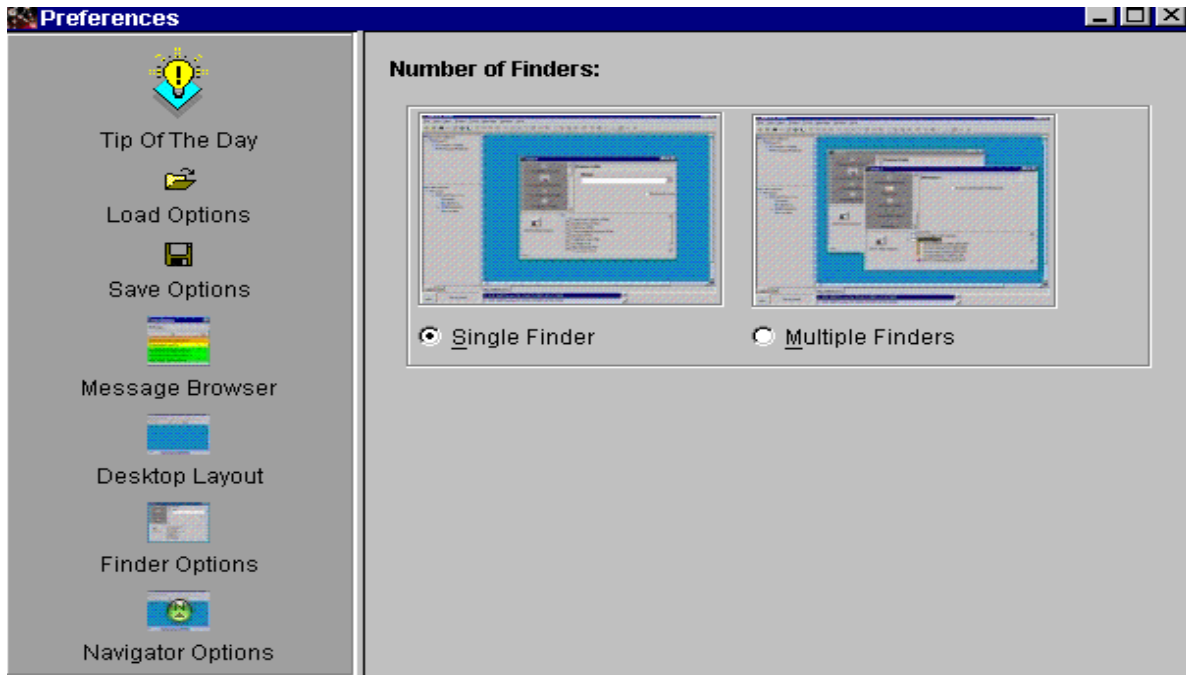 Preferences
Tip Of The Day
Load Options
Save Options
Message Browser
Desktop Layout
Finder Options
Navigator Options
Number of Finders:
Single Finder
Multiple Finders